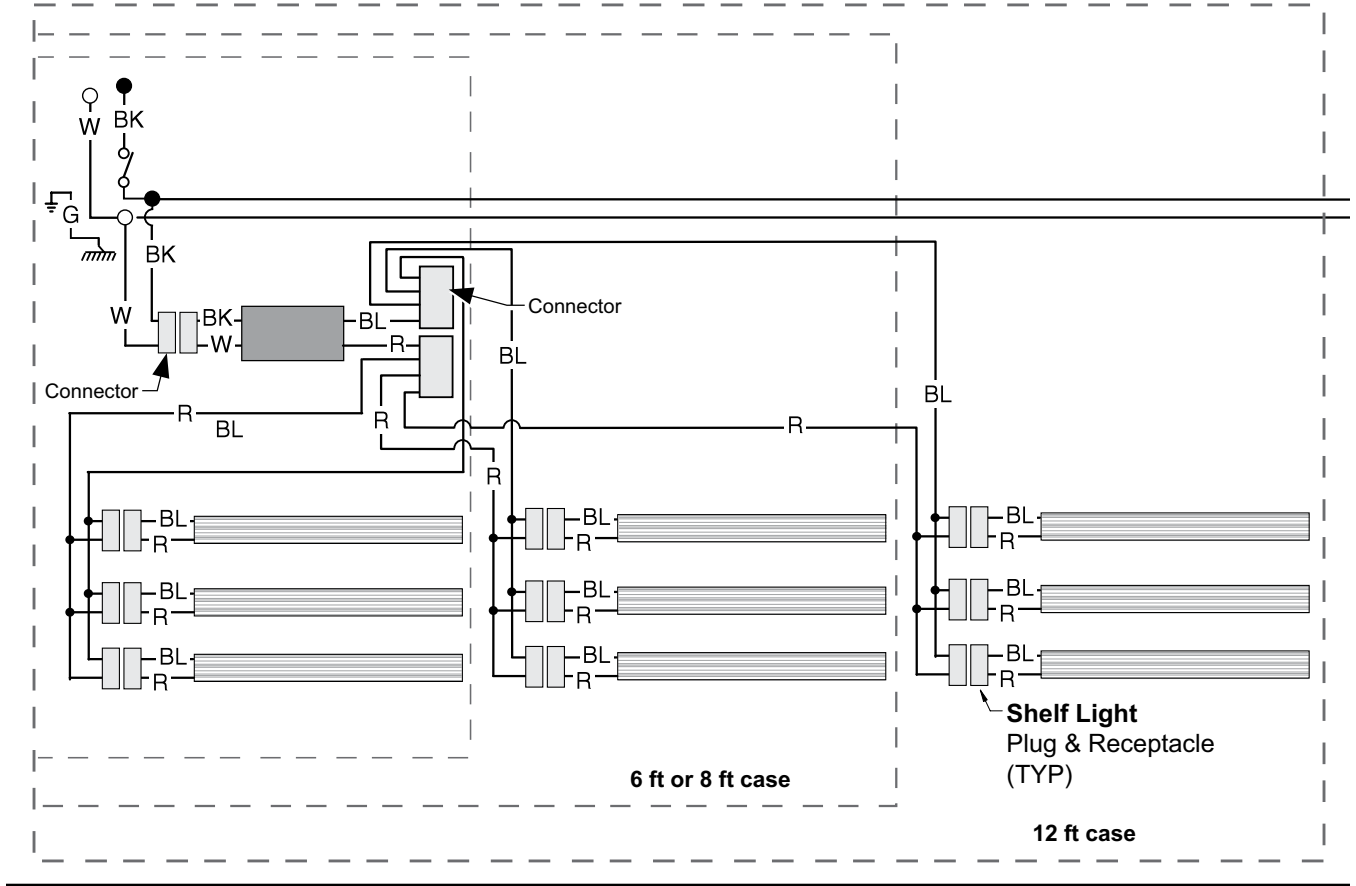 W
BK
G
BK
W
BK
W
BL
R
Connector
Connector
BL
BL
R
BL
R
R
R
BL
R
BL
R
BL
R
BL
R
BL
R
BL
R
BL
R
BL
R
BL
R
Shelf Light
Plug & Receptacle
(TYP)
6 ft or 8 ft case
12 ft case